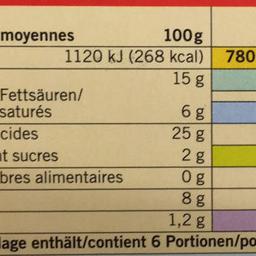 moyennes 100g
1120 kJ (268 kcal) 780
15 g
Fettsäuren/
saturés 6 g
cides 25 g
nt sucres 2 g
bres alimentaires 0 g
8 g
1,2 g
lage enthält/contient 6 Portionen/po